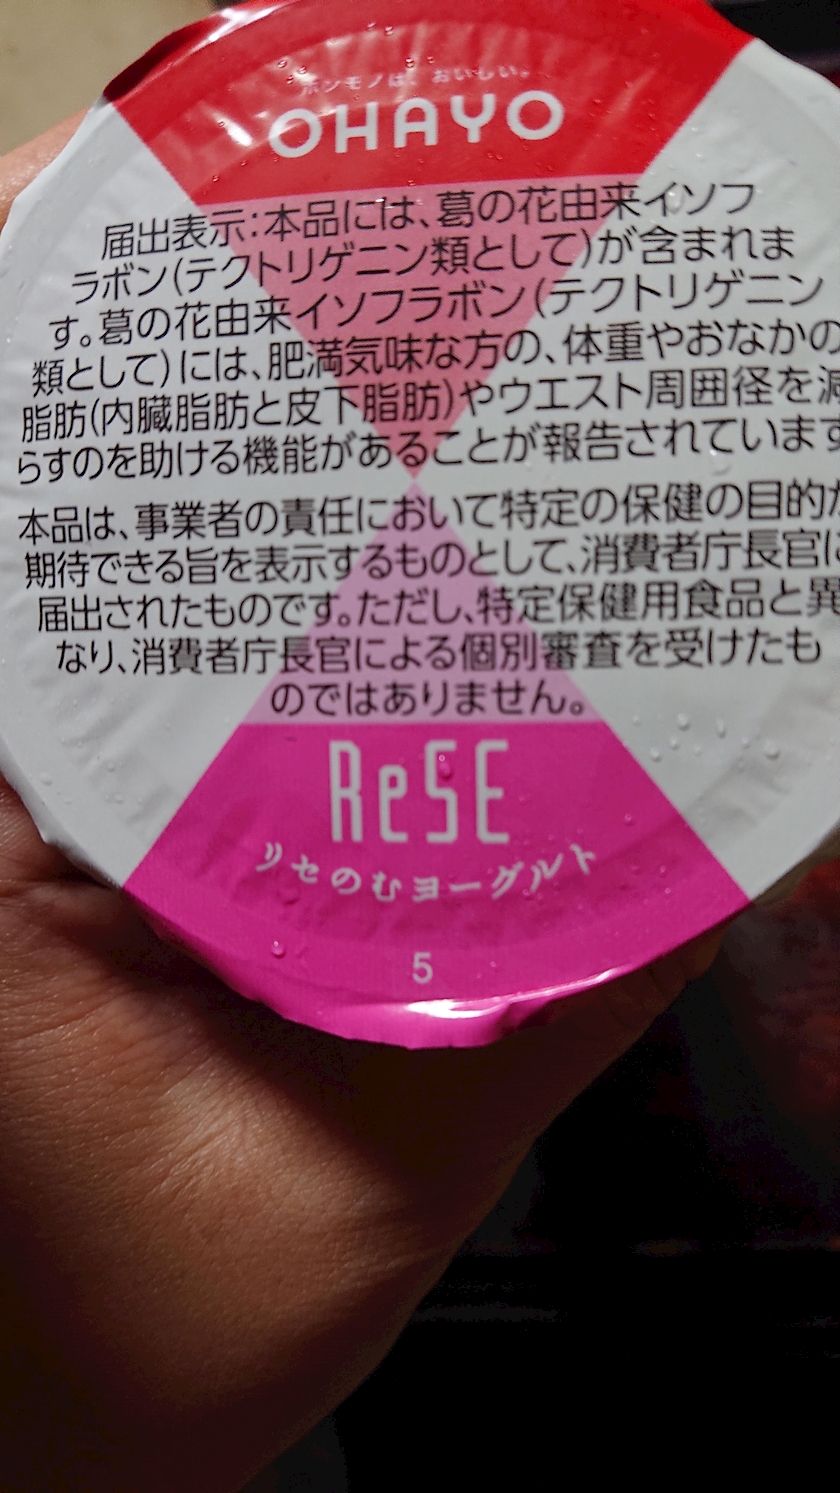 ホンモノは、おいしい。
OHAYO
届出表示：本品には、葛の花由来イソフ
ラボン（テクトリゲニン類として）が含まれま
す。葛の花由来イソフラボン（テクトリゲニン
類として）には、肥満気味な方の、体重やおなかの
脂肪（内臓脂肪と皮下脂肪）やウエスト周囲径を減
らすのを助ける機能があることが報告されています
本品は、事業者の責任において特定の保健の目的が
期待できる旨を表示するものとして、消費者庁長官に
届出されたものです。ただし、特定保健用食品と異
なり、消費者庁長官による個別審査を受けたも
のではありません。
ReSE
リセのむヨーグルト
5